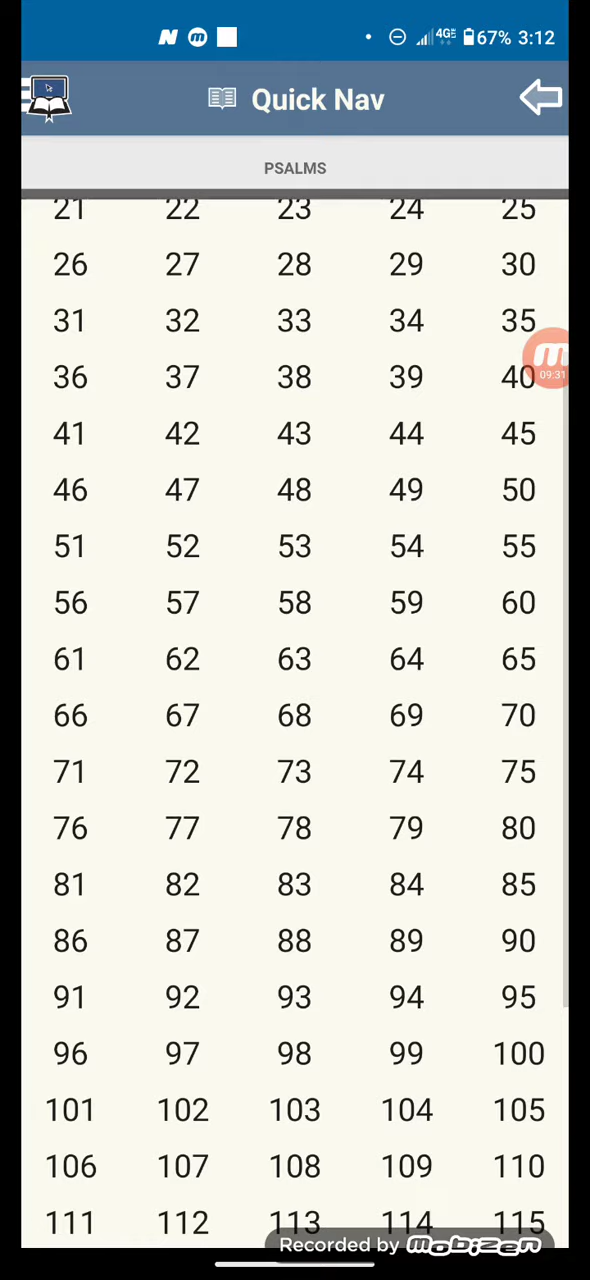 67% 3:12
Quick Nav
PSALMS
21 22 23 24 25
26 27 28 29 30
31 32 33 34 35
36 37 38 39 40
09:31
41 42 43 44 45
46 47 48 49 50
51 52 53 54 55
56 57 58 59 60
61 62 63 64 65
66 67 68 69 70
71 72 73 74 75
76 77 78 79 80
81 82 83 84 85
86 87 88 89 90
91 92 93 94 95
96 97 98 99 100
101 102 103 104 105
106 107 108 109 110
111 112 113 114 115
Recorded by mobizen